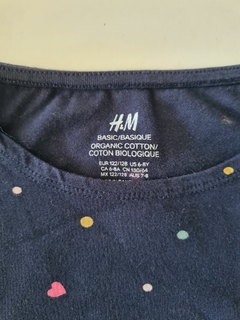 H&M
BASIC/BASIQUE
ORGANIC COTTON/
COTON BIOLOGIQUE
EUR 122/128 US 6-8Y
CA 6-8A CN 130/64
MX 122/128 AUS 7-8